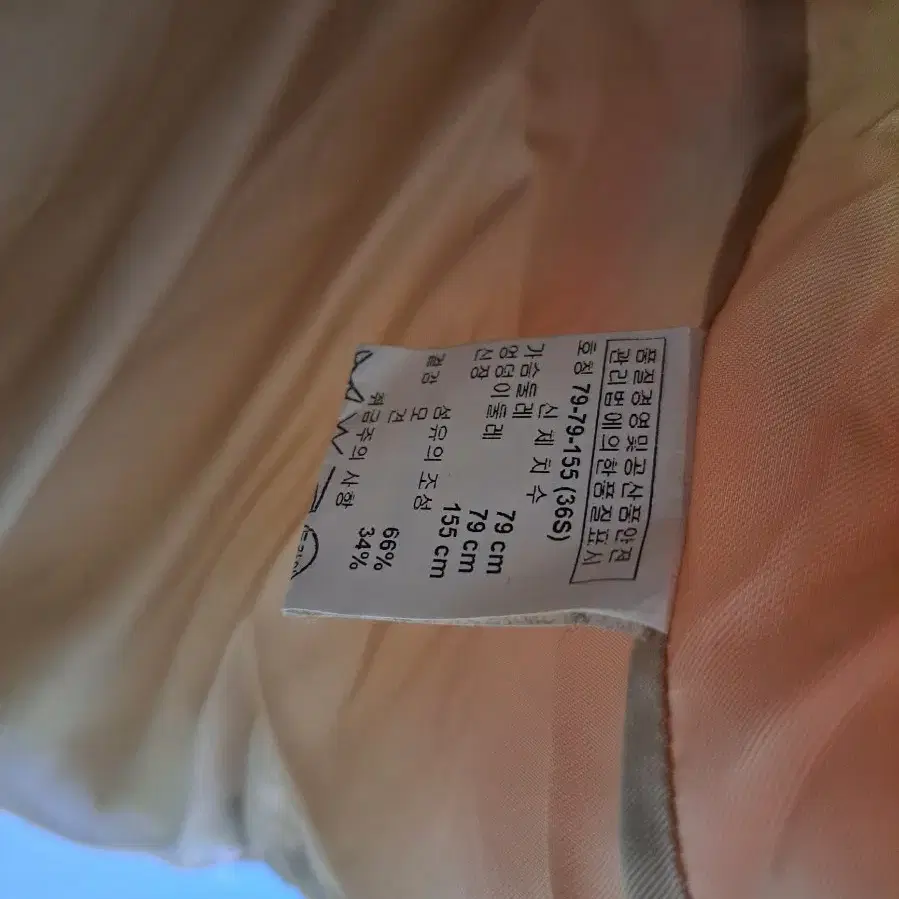 품질경영및공산품안전
관리법에의한품질표시
호칭 79-79-155 (36S)
신 체 치 수
가슴둘레 79 cm
엉덩이둘레 79 cm
신장 155 cm
섬유의 조성
겉감 모 66%
견 34%
취급주의 사항